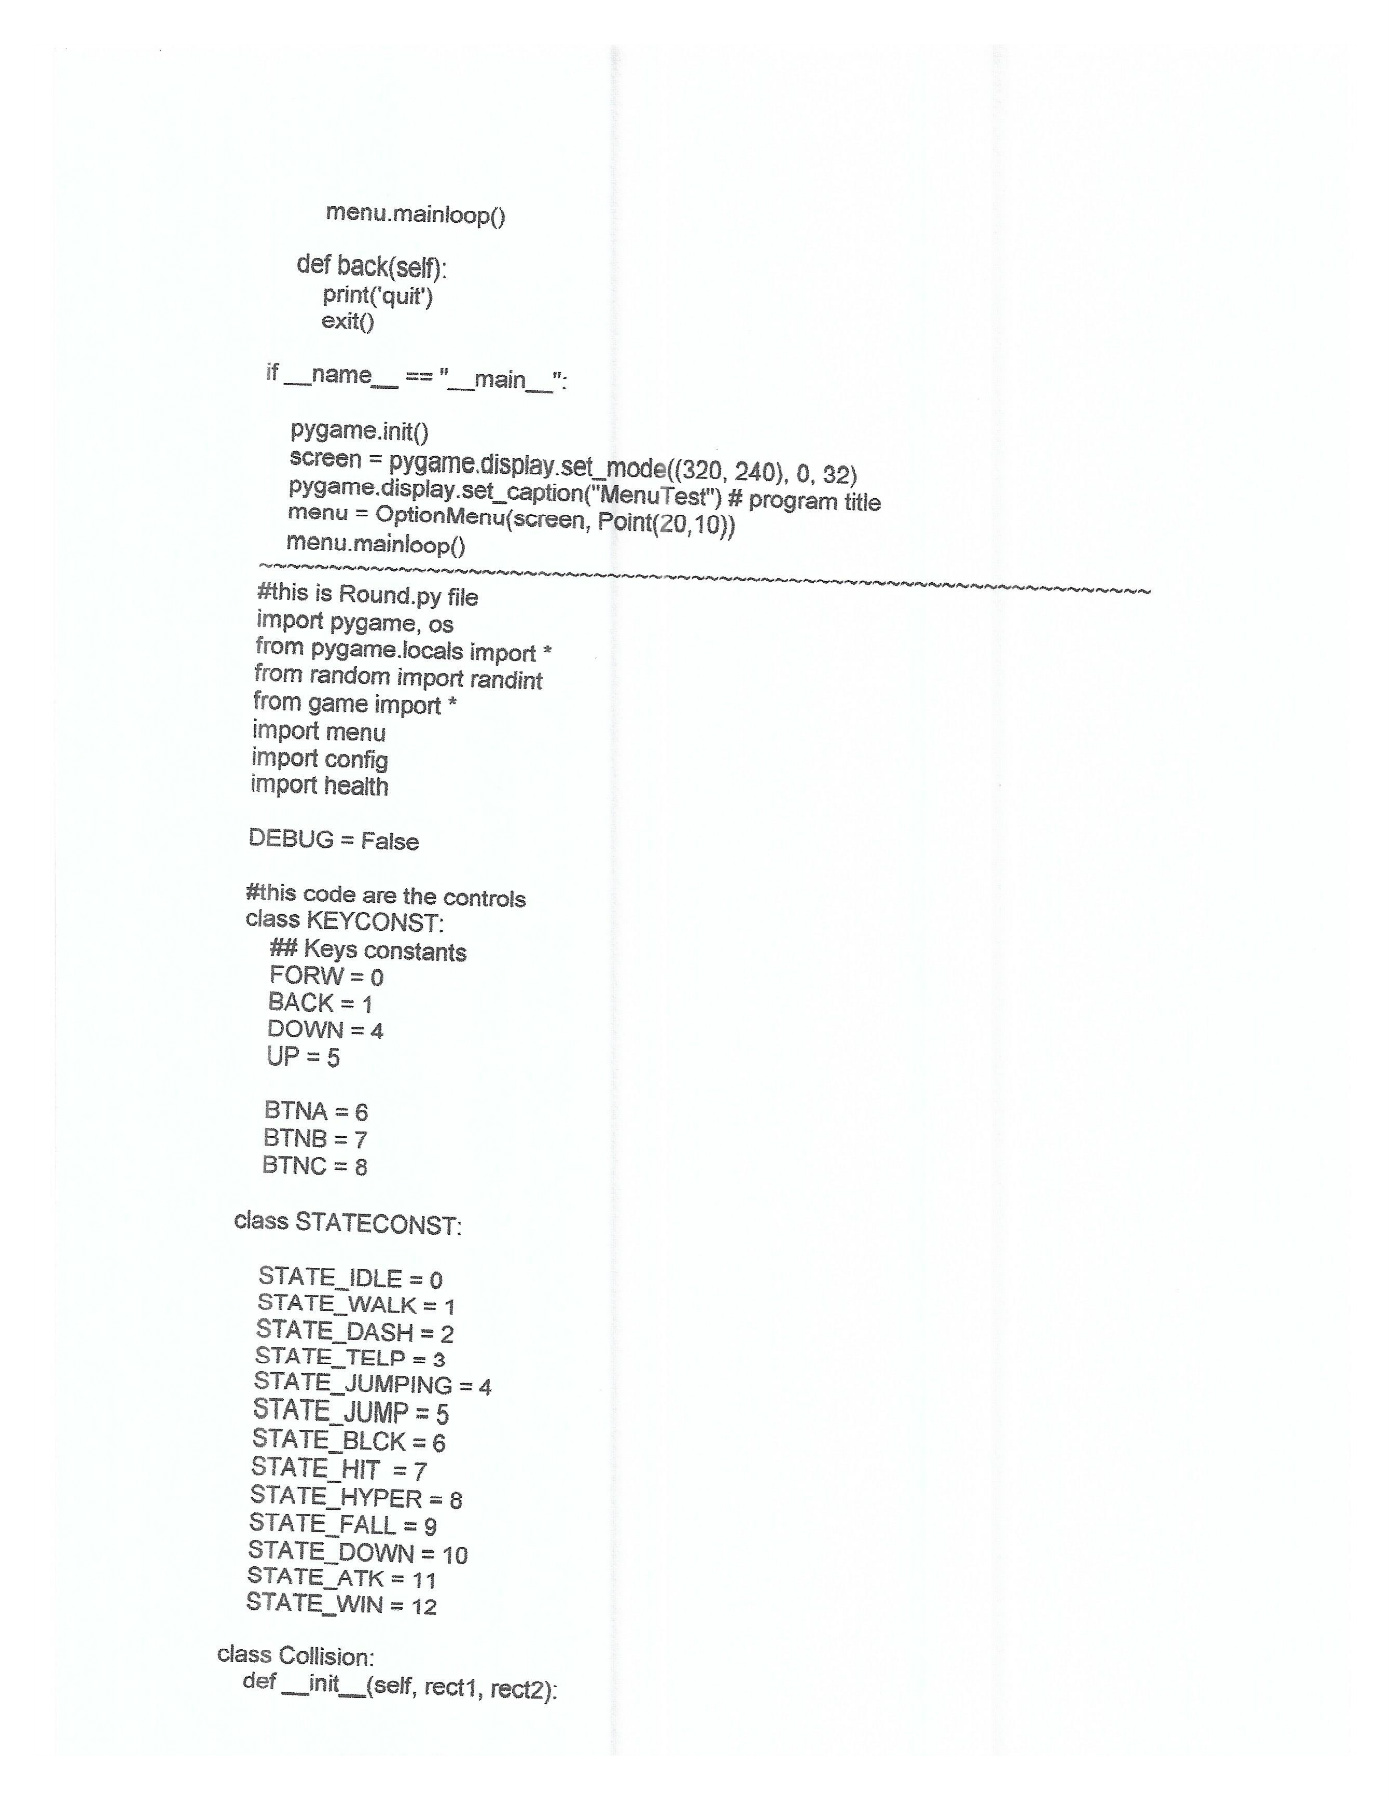 menu.mainloop()
def back(self):
print('quit')
exit()
if __name__ == "__main__":
pygame.init()
screen = pygame.display.set_mode((320, 240), 0, 32)
pygame.display.set_caption("MenuTest") # program title
menu = OptionMenu(screen, Point(20,10))
menu.mainloop()
~~~~~~~~~~~~~~~~~~~~~~~~~~~~~~~~~~~~~~~~~~~~~~~~~~~~~~~~~~~~~~~~~
#this is Round.py file
import pygame, os
from pygame.locals import *
from random import randint
from game import *
import menu
import config
import health
DEBUG = False
#this code are the controls
class KEYCONST:
## Keys constants
FORW = 0
BACK = 1
DOWN = 4
UP = 5
BTNA = 6
BTNB = 7
BTNC = 8
class STATECONST:
STATE_IDLE = 0
STATE_WALK = 1
STATE_DASH = 2
STATE_TELP = 3
STATE_JUMPING = 4
STATE_JUMP = 5
STATE_BLCK = 6
STATE_HIT  = 7
STATE_HYPER = 8
STATE_FALL = 9
STATE_DOWN = 10
STATE_ATK = 11
STATE_WIN = 12
class Collision:
def __init__(self, rect1, rect2):